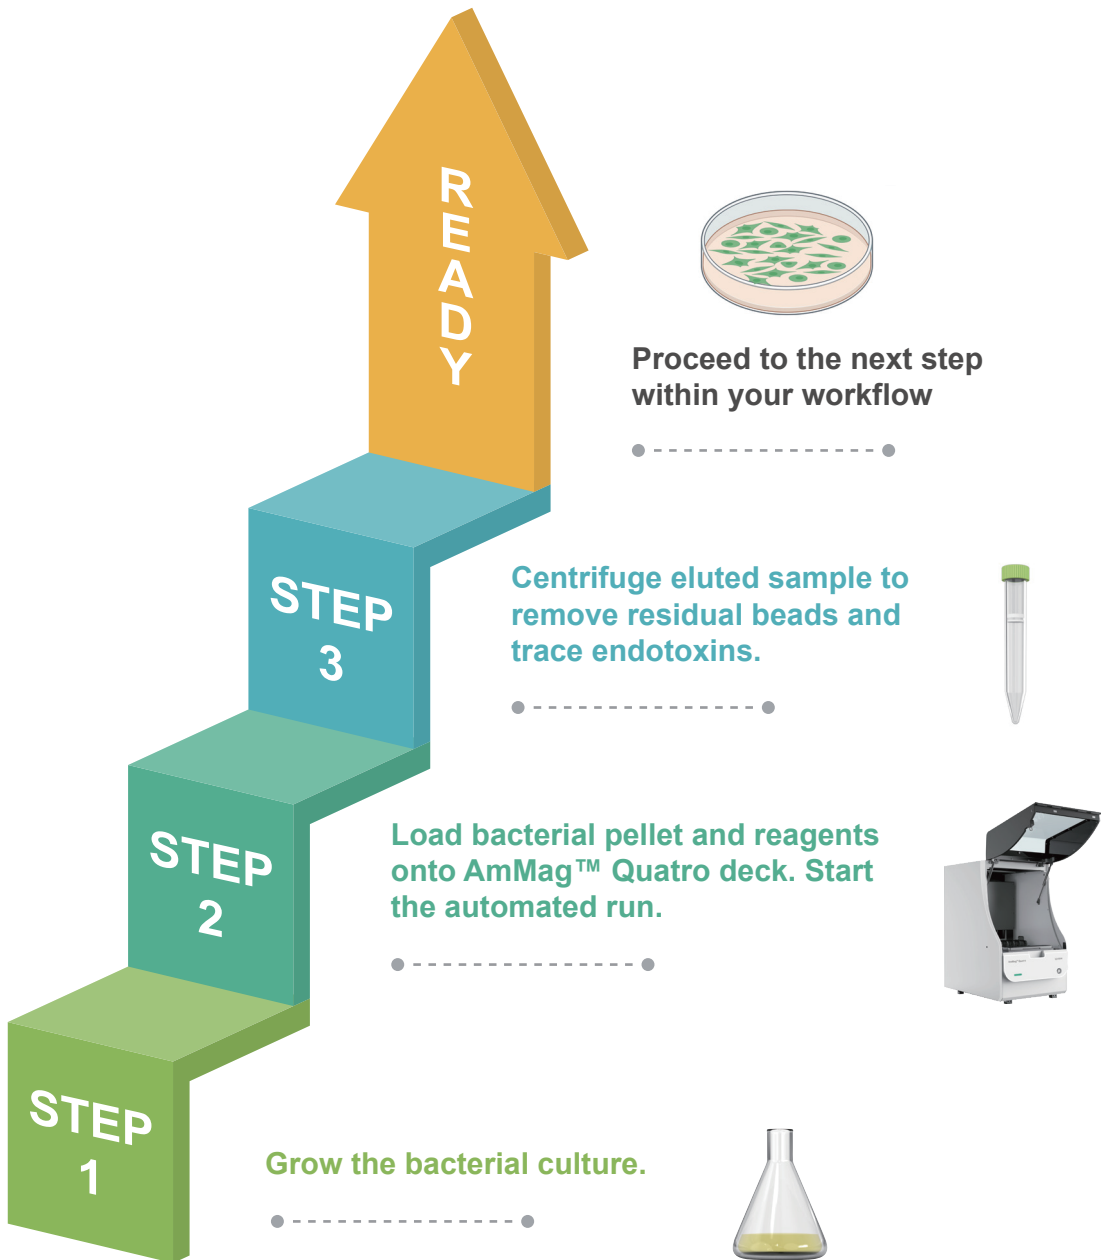 READY
Proceed to the next step
within your workflow
STEP
3
Centrifuge eluted sample to
remove residual beads and
trace endotoxins.
STEP
2
Load bacterial pellet and reagents
onto AmMag™ Quatro deck. Start
the automated run.
STEP
1
Grow the bacterial culture.